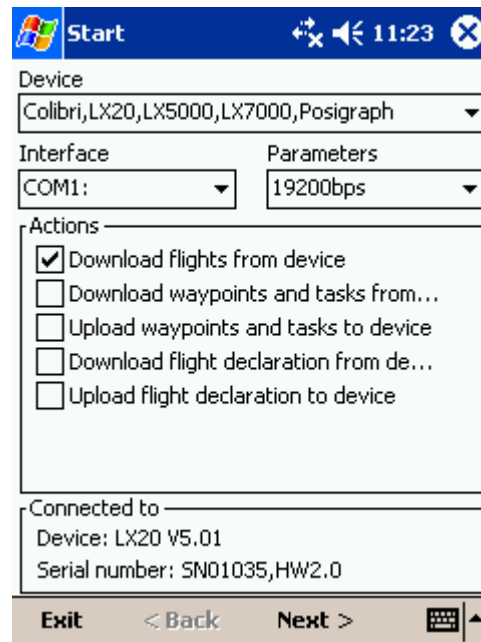 Start 11:23
Device
Colibri,LX20,LX5000,LX7000,Posigraph
Interface Parameters
COM1: 19200bps
Actions
Download flights from device
Download waypoints and tasks from...
Upload waypoints and tasks to device
Download flight declaration from de...
Upload flight declaration to device
Connected to
Device: LX20 V5.01
Serial number: SN01035,HW2.0
Exit < Back Next >